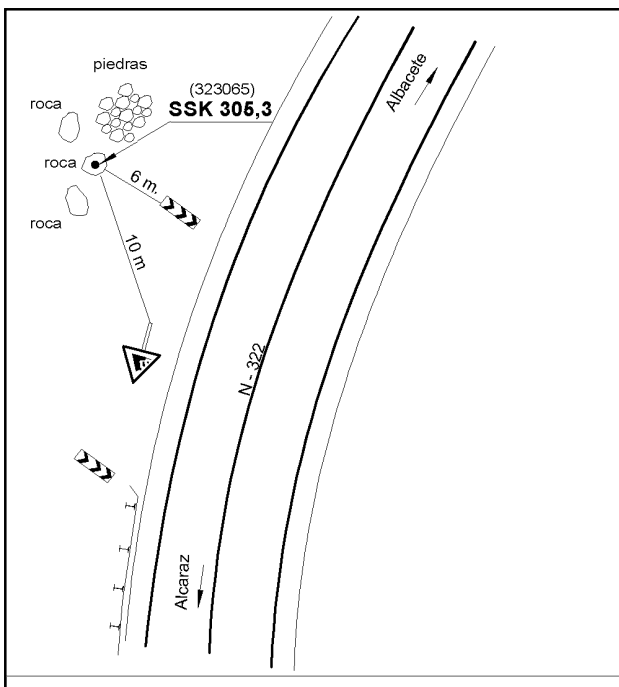 piedras
(323065)
SSK 305,3
roca
roca
roca
6 m.
10 m
Albacete
N - 322
Alcaraz